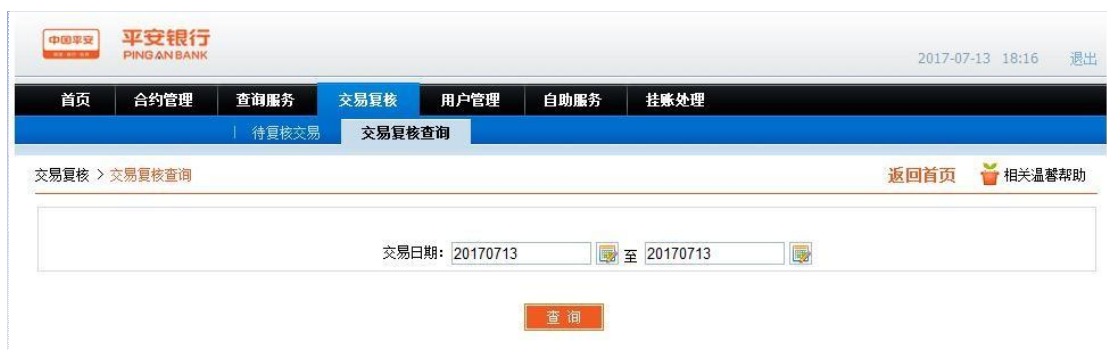 中国平安
平安银行
PING AN BANK
2017-07-13 18:16 退出
首页 合约管理 查询服务 交易复核 用户管理 自助服务 挂账处理
待复核交易 交易复核查询
交易复核 > 交易复核查询 返回首页 相关温馨帮助
交易日期： 20170713 至 20170713
查询